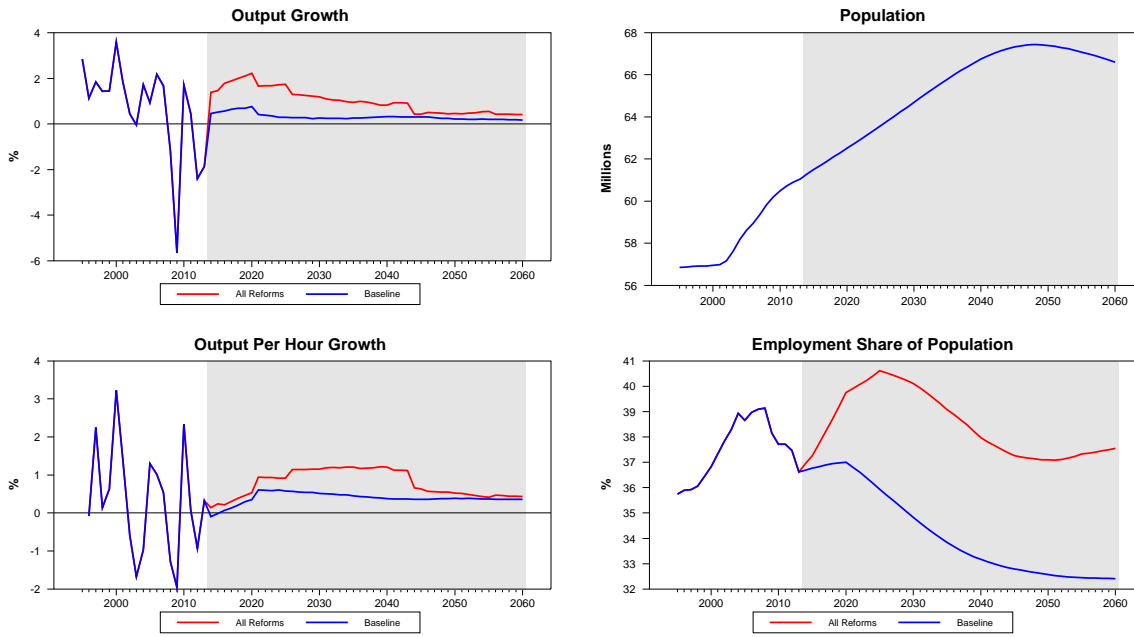 Output Growth
4
2
0
-2
-4
-6
%
2000 2010 2020 2030 2040 2050 2060
All Reforms Baseline
Population
68
66
64
62
60
58
56
Millions
2000 2010 2020 2030 2040 2050 2060
Output Per Hour Growth
4
3
2
1
0
-1
-2
%
2000 2010 2020 2030 2040 2050 2060
All Reforms Baseline
Employment Share of Population
41
40
39
38
37
36
35
34
33
32
%
2000 2010 2020 2030 2040 2050 2060
All Reforms Baseline